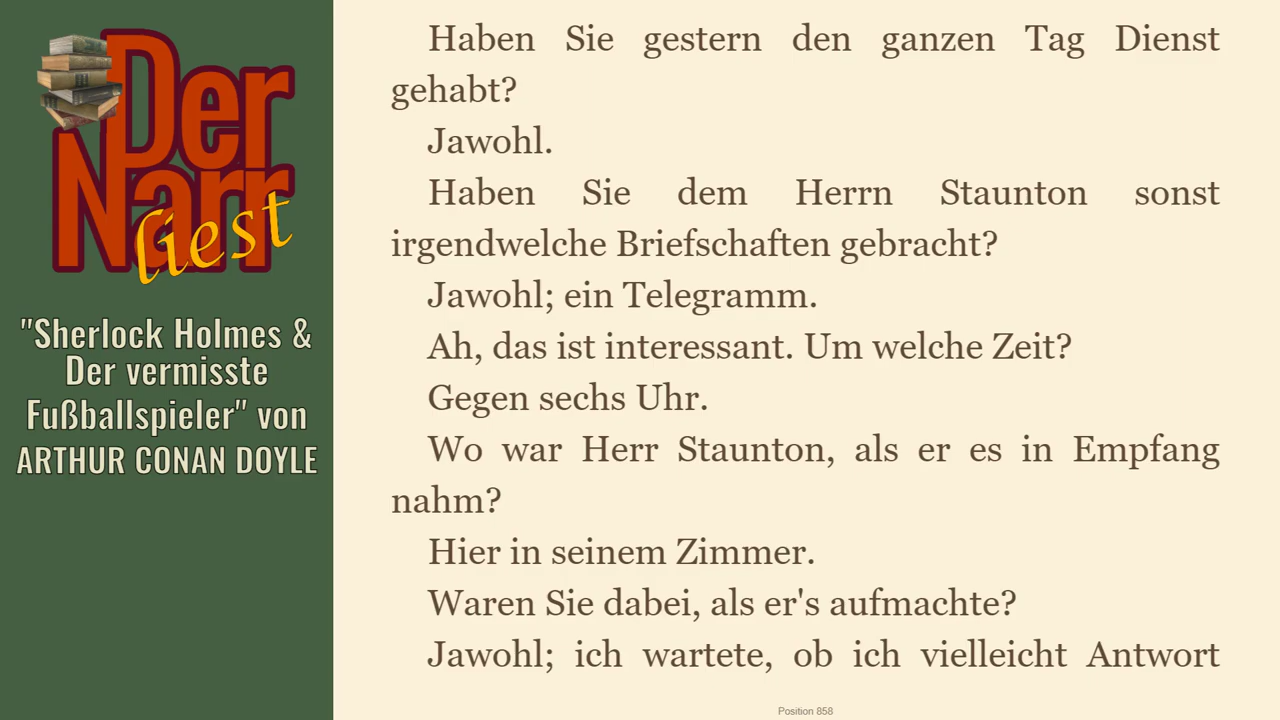 Der
Narr
liest
"Sherlock Holmes &
Der vermisste
Fußballspieler" von
ARTHUR CONAN DOYLE
Haben Sie gestern den ganzen Tag Dienst
gehabt?
Jawohl.
Haben Sie dem Herrn Staunton sonst
irgendwelche Briefschaften gebracht?
Jawohl; ein Telegramm.
Ah, das ist interessant. Um welche Zeit?
Gegen sechs Uhr.
Wo war Herr Staunton, als er es in Empfang
nahm?
Hier in seinem Zimmer.
Waren Sie dabei, als er's aufmachte?
Jawohl; ich wartete, ob ich vielleicht Antwort
Position 858